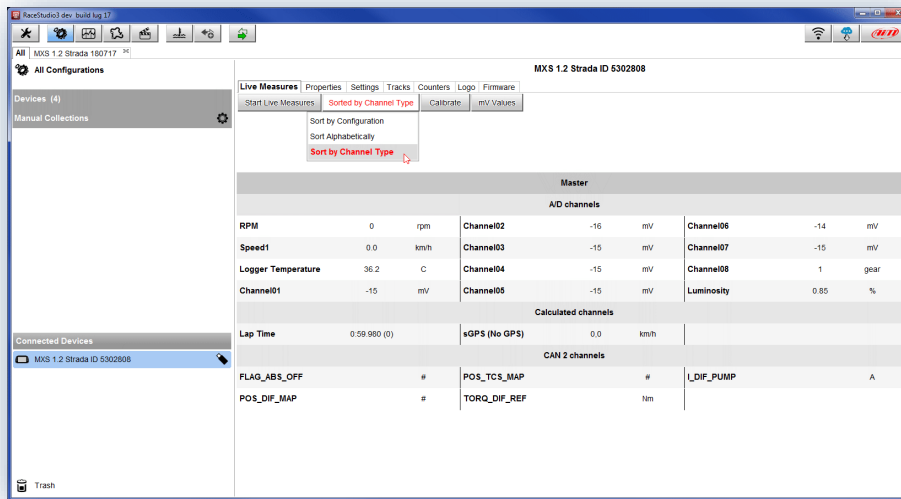 RaceStudio3 dev build lug 17
All MXS 1.2 Strada 180717
All Configurations
Devices (4)
Manual Collections
Connected Devices
MXS 1.2 Strada ID 5302808
Trash
MXS 1.2 Strada ID 5302808
Live Measures Properties Settings Tracks Counters Logo Firmware
Start Live Measures Sorted by Channel Type Calibrate mV Values
Sort by Configuration
Sort Alphabetically
Sort by Channel Type
Master
A/D channels
RPM 0 rpm Channel02 -16 mV Channel06 -14 mV
Speed1 0.0 km/h Channel03 -15 mV Channel07 -15 mV
Logger Temperature 36.2 C Channel04 -15 mV Channel08 1 gear
Channel01 -15 mV Channel05 -15 mV Luminosity 0.85 %
Calculated channels
Lap Time 0:59.980 (0) sGPS (No GPS) 0.0 km/h
CAN 2 channels
FLAG_ABS_OFF # POS_TCS_MAP # I_DIF_PUMP A
POS_DIF_MAP # TORQ_DIF_REF Nm